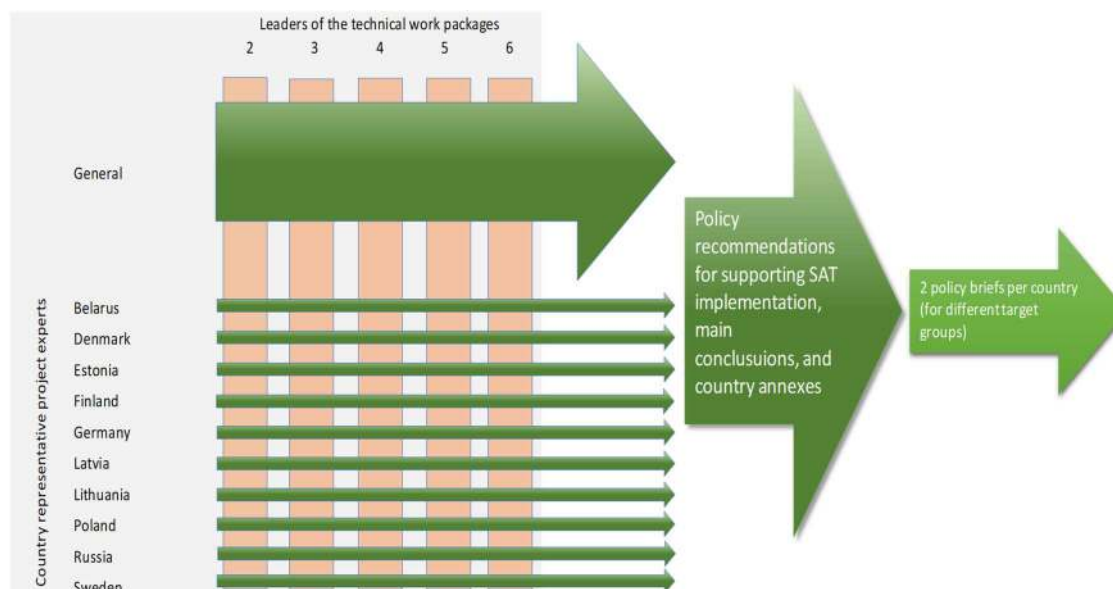 Leaders of the technical work packages
2 3 4 5 6
General
Country representative project experts
Belarus
Denmark
Estonia
Finland
Germany
Latvia
Lithuania
Poland
Russia
Sweden
Policy
recommendations
for supporting SAT
implementation,
main
conclusuions, and
country annexes
2 policy briefs per country
(for different target
groups)